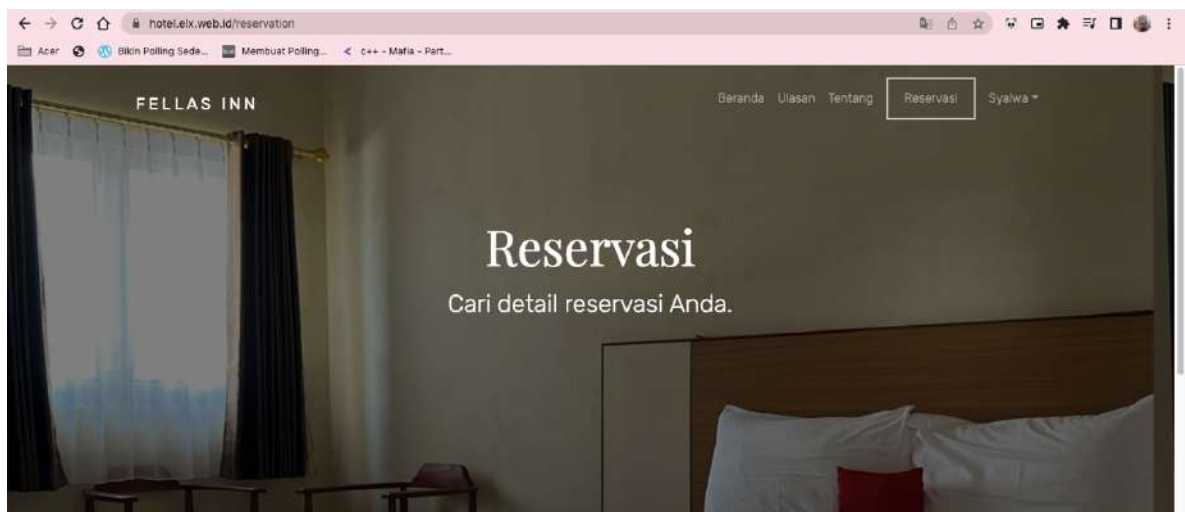 hotel.elx.web.id/reservation
Acer
Bikin Polling Sede...
Membuat Polling...
c++ - Mafia - Part...
FELLAS INN
Beranda Ulasan Tentang Reservasi Syalwa
Reservasi
Cari detail reservasi Anda.